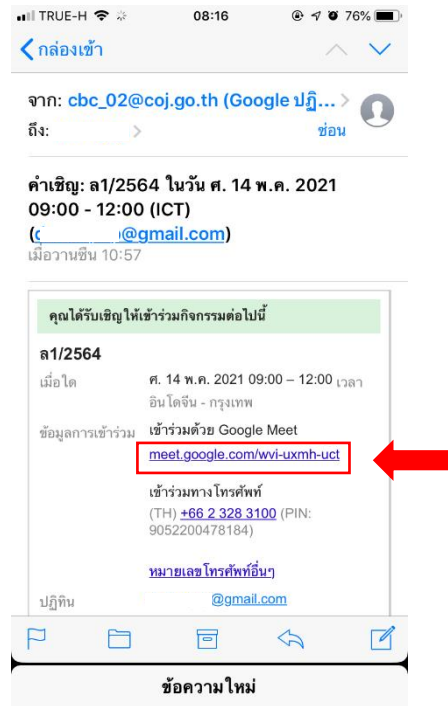 TRUE-H 08:16 76%
กล่องเข้า
จาก: cbc_02@coj.go.th (Google ปฏิ...
ถึง: ซ่อน
คำเชิญ: ล1/2564 ในวัน ศ. 14 พ.ค. 2021
09:00 - 12:00 (ICT)
@gmail.com)
เมื่อวานซืน 10:57
คุณได้รับเชิญให้เข้าร่วมกิจกรรมต่อไปนี้
ล1/2564
เมื่อใด ศ. 14 พ.ค. 2021 09:00 – 12:00 เวลา
อินโดจีน - กรุงเทพ
ข้อมูลการเข้าร่วม เข้าร่วมด้วย Google Meet
meet.google.com/wvi-uxmh-uct
เข้าร่วมทางโทรศัพท์
(TH) +66 2 328 3100 (PIN:
9052200478184)
หมายเลขโทรศัพท์อื่นๆ
ปฏิทิน @gmail.com
ข้อความใหม่